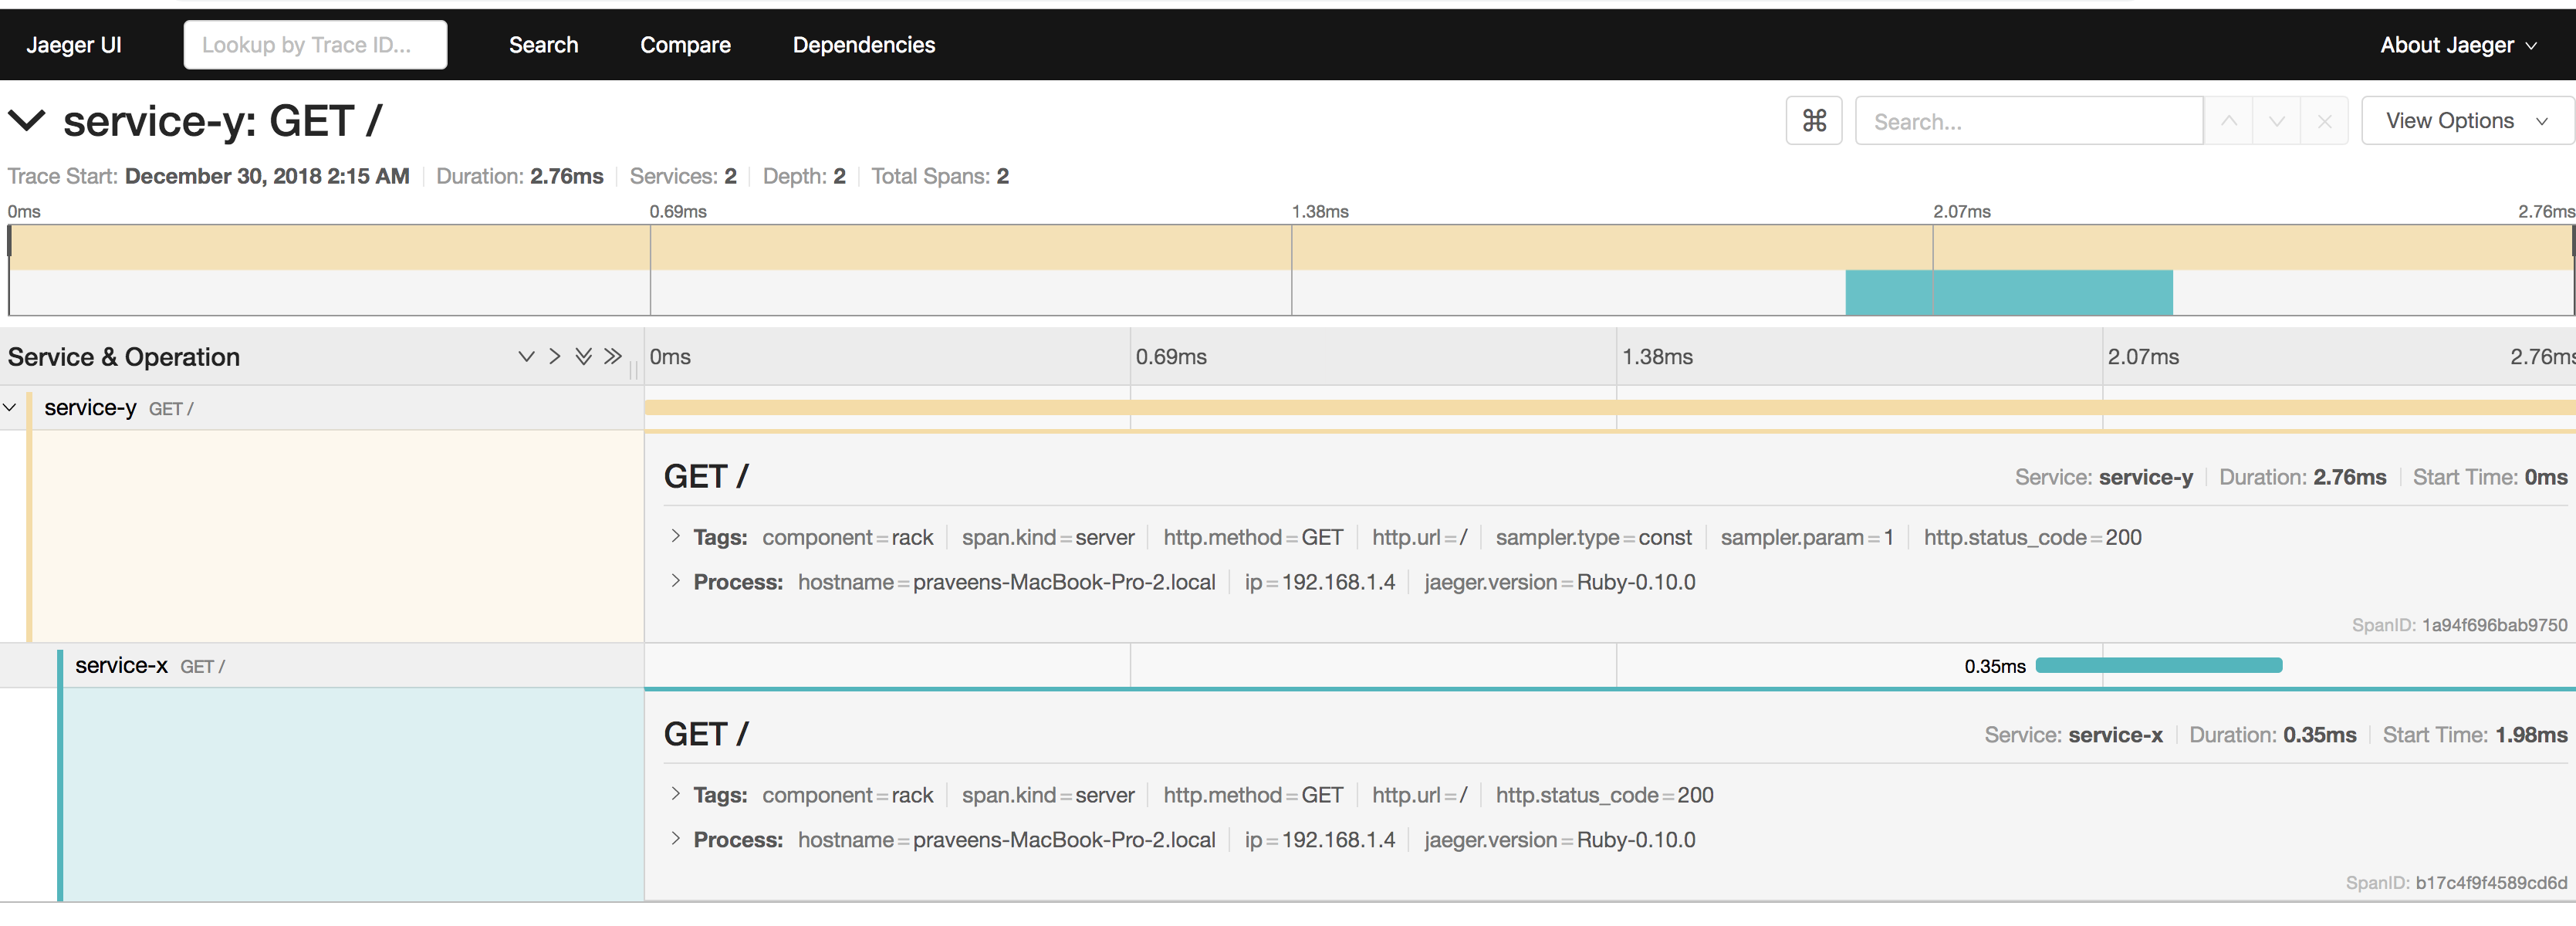 Jaeger UI Lookup by Trace ID... Search Compare Dependencies About Jaeger
service-y: GET / ⌘ Search... View Options
Trace Start: December 30, 2018 2:15 AM Duration: 2.76ms Services: 2 Depth: 2 Total Spans: 2
0ms 0.69ms 1.38ms 2.07ms 2.76ms
Service & Operation 0ms 0.69ms 1.38ms 2.07ms 2.76ms
service-y GET /
GET / Service: service-y Duration: 2.76ms Start Time: 0ms
Tags: component=rack span.kind=server http.method=GET http.url=/ sampler.type=const sampler.param=1 http.status_code=200
Process: hostname=praveens-MacBook-Pro-2.local ip=192.168.1.4 jaeger.version=Ruby-0.10.0
SpanID: 1a94f696bab9750
service-x GET / 0.35ms
GET / Service: service-x Duration: 0.35ms Start Time: 1.98ms
Tags: component=rack span.kind=server http.method=GET http.url=/ http.status_code=200
Process: hostname=praveens-MacBook-Pro-2.local ip=192.168.1.4 jaeger.version=Ruby-0.10.0
SpanID: b17c4f9f4589cd6d